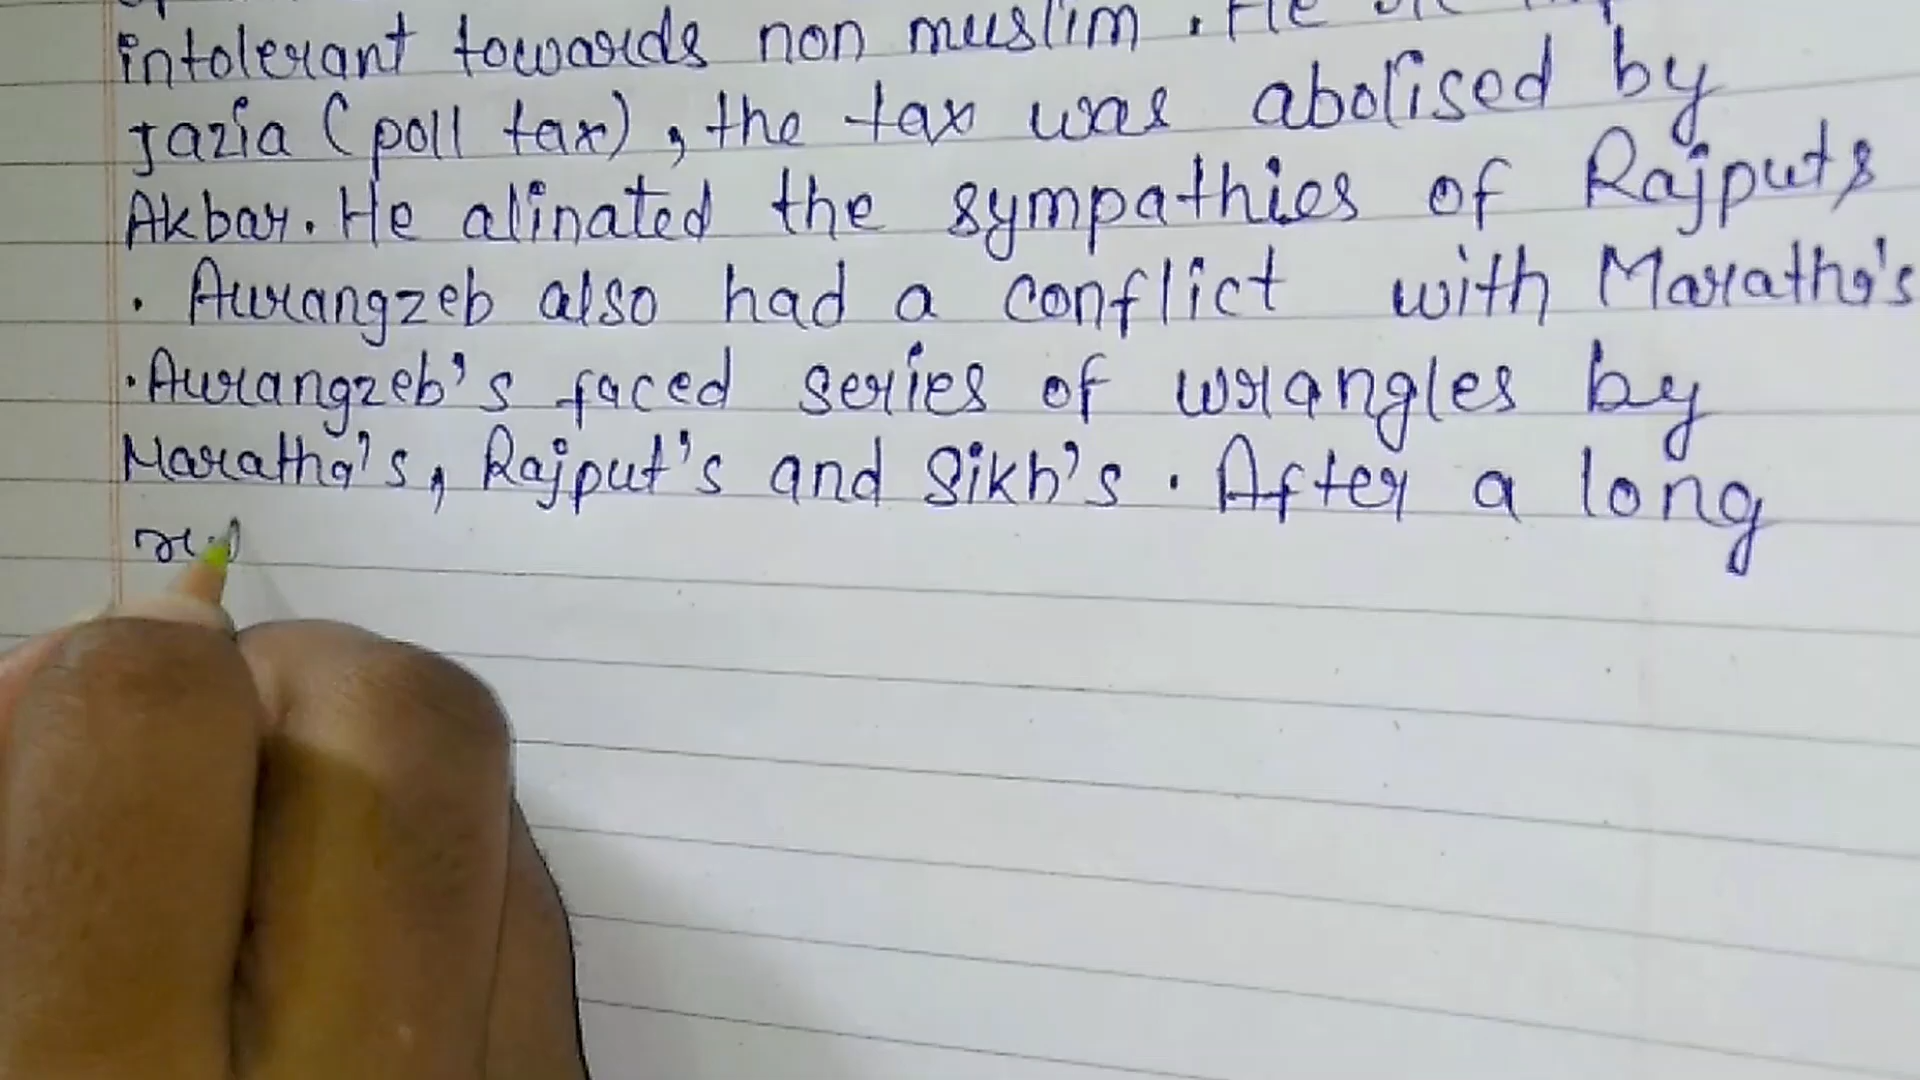 intolerant towards non muslim. He
Jazia (poll tax), the tax was abolised by
Akbar. He alinated the sympathies of Rajputs
· Aurangzeb also had a conflict with Maratha's
· Aurangzeb's faced series of wrangles by
Maratha's, Rajput's and Sikh's. After a long